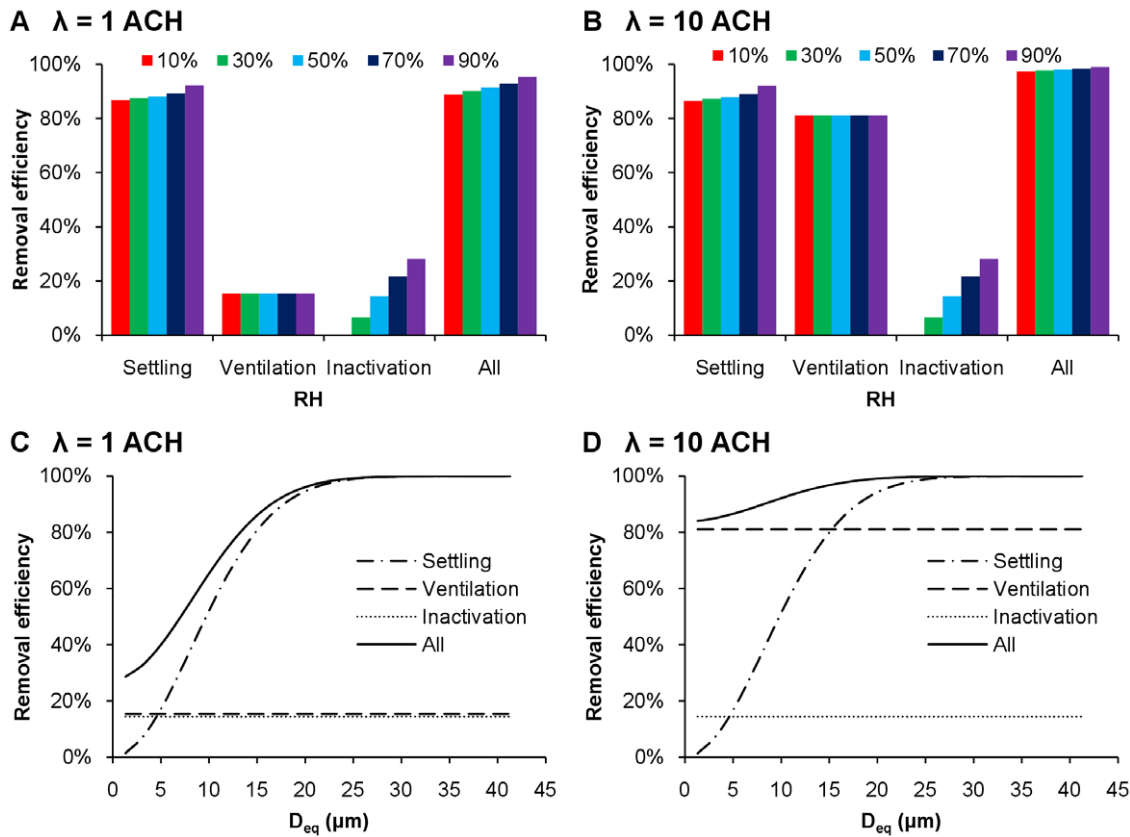 A λ = 1 ACH
10% 30% 50% 70% 90%
100%
80%
60%
40%
20%
0%
Removal efficiency
Settling Ventilation Inactivation All
RH
B λ = 10 ACH
10% 30% 50% 70% 90%
100%
80%
60%
40%
20%
0%
Removal efficiency
Settling Ventilation Inactivation All
RH
C λ = 1 ACH
100%
80%
60%
40%
20%
0%
Removal efficiency
Settling
Ventilation
Inactivation
All
0 5 10 15 20 25 30 35 40 45
Deq (μm)
D λ = 10 ACH
100%
80%
60%
40%
20%
0%
Removal efficiency
Settling
Ventilation
Inactivation
All
0 5 10 15 20 25 30 35 40 45
Deq (μm)